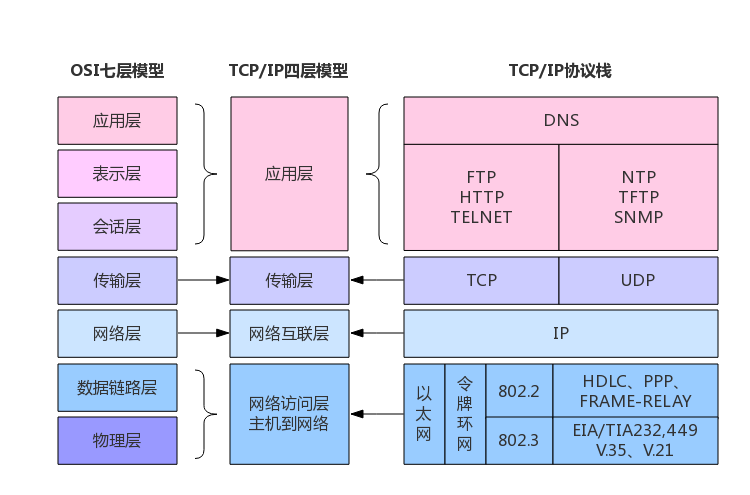 OSI七层模型
TCP/IP四层模型
TCP/IP协议栈
应用层
表示层
会话层
传输层
网络层
数据链路层
物理层
应用层
传输层
网络互联层
网络访问层
主机到网络
DNS
FTP
HTTP
TELNET
NTP
TFTP
SNMP
TCP
UDP
IP
以太网
令牌环网
802.2
HDLC、PPP、
FRAME-RELAY
802.3
EIA/TIA232,449
V.35、V.21